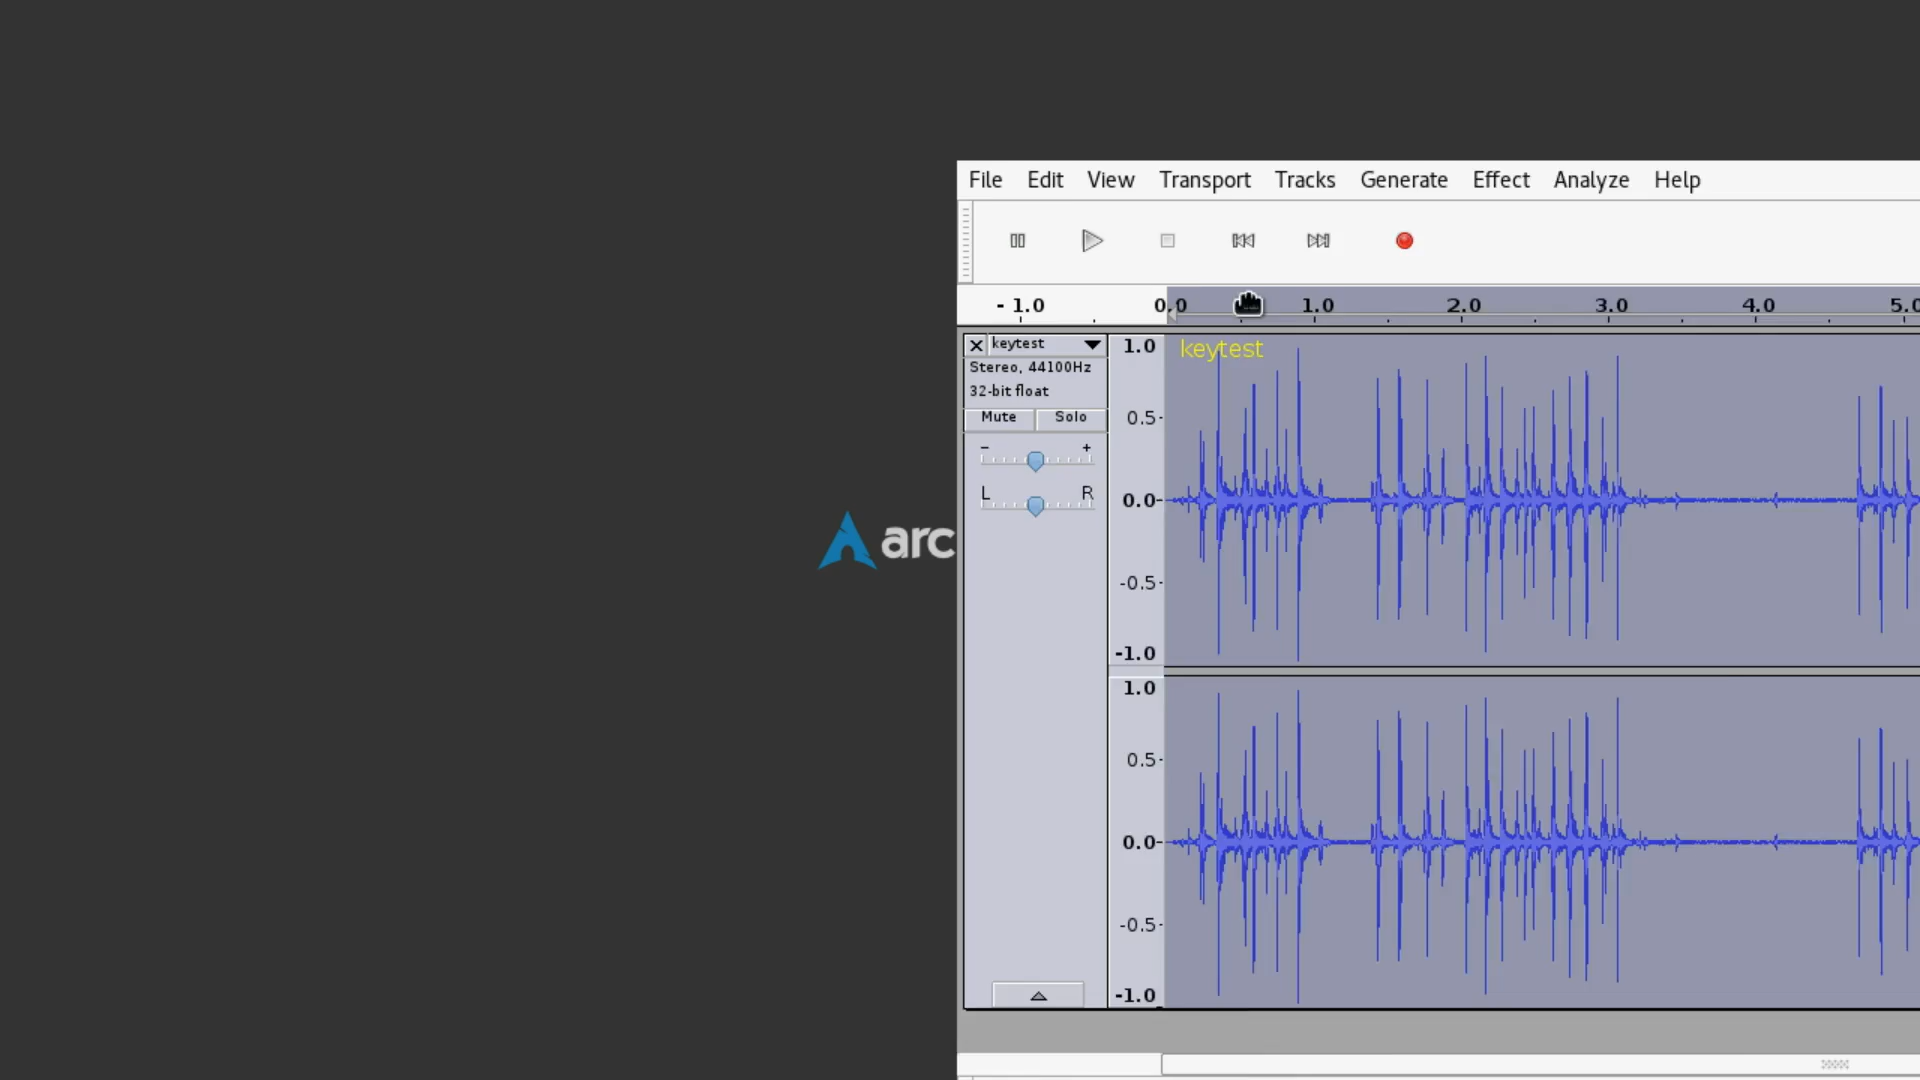 File Edit View Transport Tracks Generate Effect Analyze Help
- 1.0 0.0 1.0 2.0 3.0 4.0 5.0
keytest
Stereo, 44100Hz
32-bit float
Mute Solo
- +
L R
1.0
0.5-
0.0-
-0.5-
-1.0
1.0
0.5-
0.0-
-0.5-
-1.0
keytest
arc